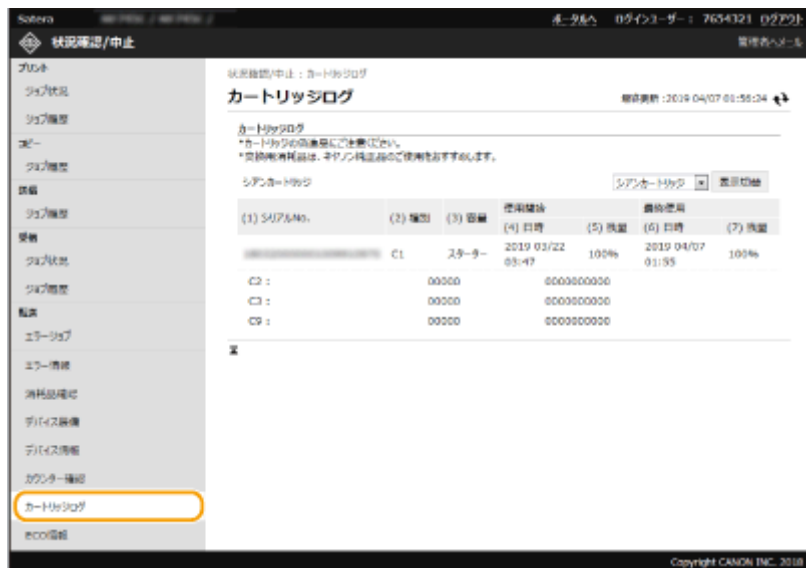 Satera
ポータルへ ログインユーザー : 7654321 ログアウト
状況確認/中止
管理者へメール
プリント
ジョブ状況
ジョブ履歴
コピー
ジョブ履歴
送信
ジョブ履歴
受信
ジョブ状況
ジョブ履歴
転送
エラージョブ
エラー情報
消耗品確認
デバイス装備
デバイス情報
カウンター確認
カートリッジログ
eco情報
状況確認/中止 : カートリッジログ
カートリッジログ
最終更新 :2019 04/07 01:56:24
カートリッジログ
*カートリッジの偽造品にご注意ください。
*交換用消耗品は、キヤノン純正品のご使用をおすすめします。
シアンカートリッジ
シアンカートリッジ 表示切替
(1) シリアルNo. (2) 種別 (3) 容量 使用開始 最終使用
(4) 日時 (5) 残量 (6) 日時 (7) 残量
C1 スターター 2019 03/22 03:47 100% 2019 04/07 01:55 100%
C2 : 00000 0000000000
C3 : 00000 0000000000
C9 : 00000 0000000000
Copyright CANON INC. 2018